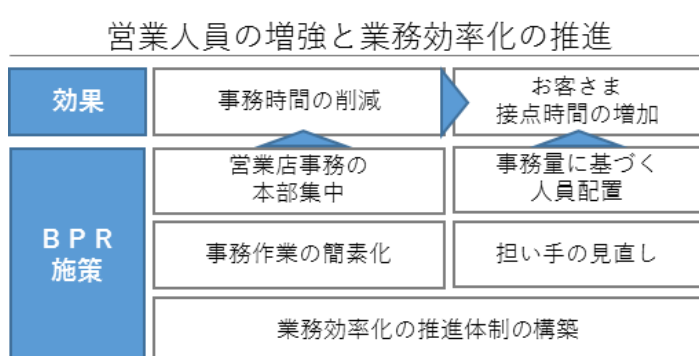 営業人員の増強と業務効率化の推進
効果
事務時間の削減
お客さま
接点時間の増加
BPR
施策
営業店事務の
本部集中
事務量に基づく
人員配置
事務作業の簡素化
担い手の見直し
業務効率化の推進体制の構築